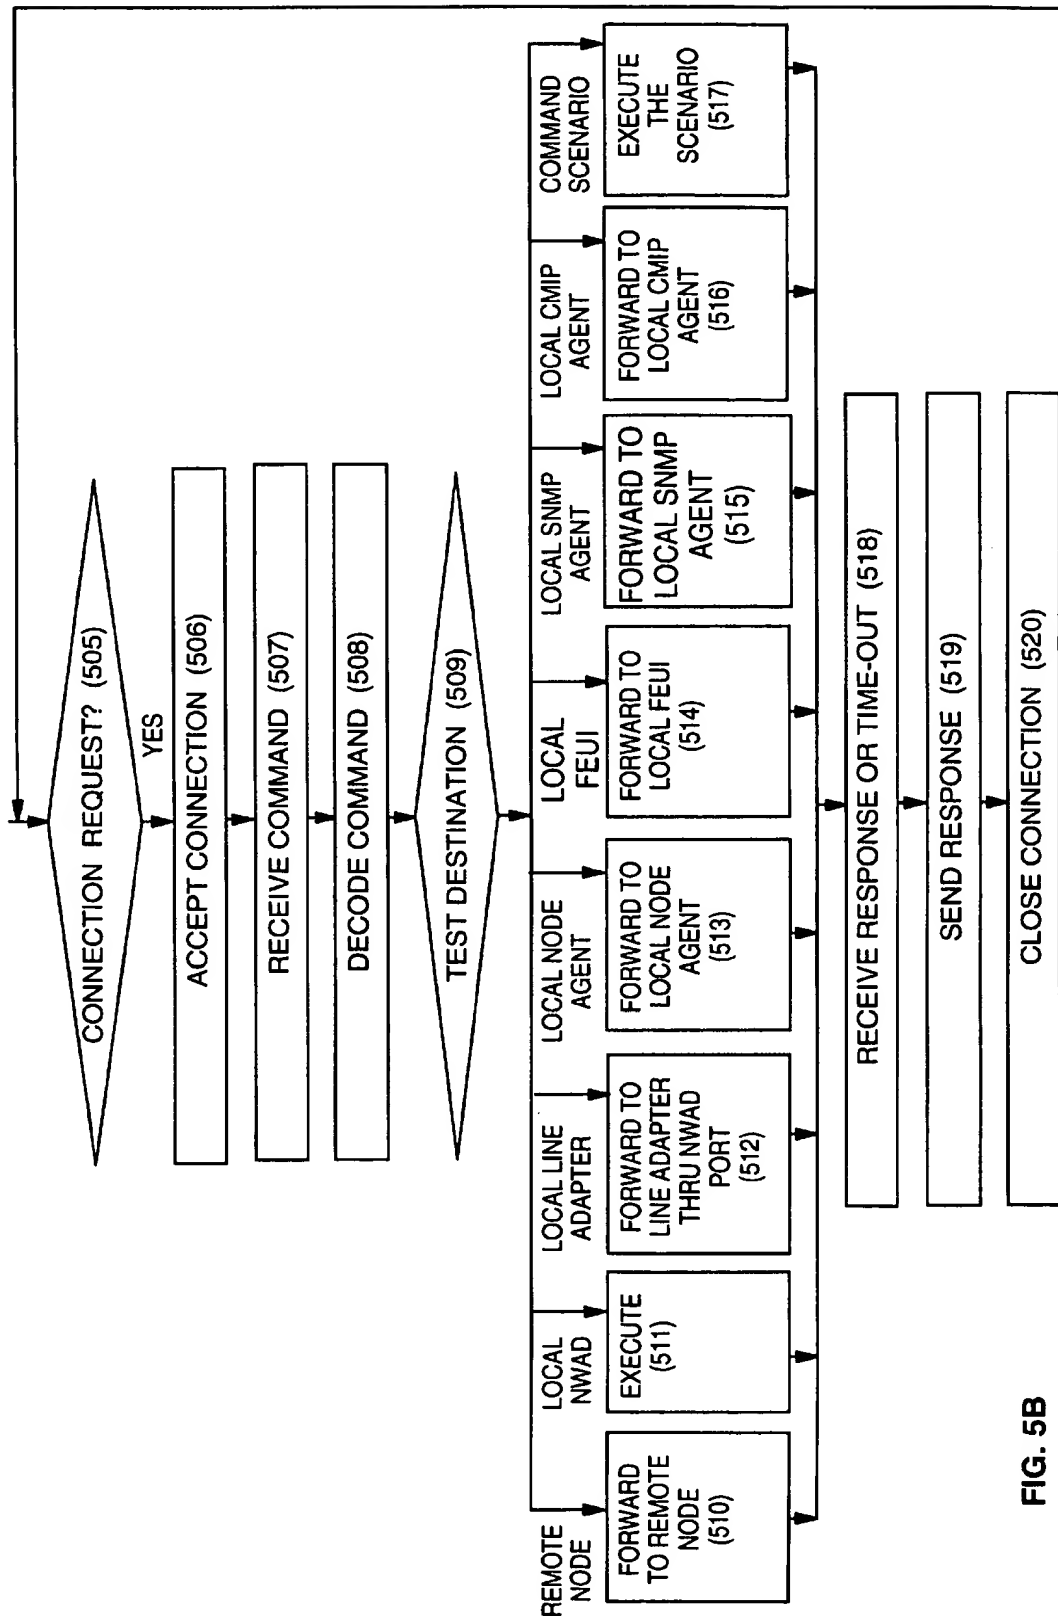 CONNECTION REQUEST? (505)
YES
ACCEPT CONNECTION (506)
RECEIVE COMMAND (507)
DECODE COMMAND (508)
TEST DESTINATION (509)
REMOTE
NODE
FORWARD
TO REMOTE
NODE
(510)
LOCAL
NWAD
EXECUTE
(511)
LOCAL LINE
ADAPTER
FORWARD TO
LINE ADAPTER
THRU NWAD
PORT
(512)
LOCAL NODE
AGENT
FORWARD TO
LOCAL NODE
AGENT
(513)
LOCAL
FEUI
FORWARD TO
LOCAL FEUI
(514)
LOCAL SNMP
AGENT
FORWARD TO
LOCAL SNMP
AGENT
(515)
LOCAL CMIP
AGENT
FORWARD TO
LOCAL CMIP
AGENT
(516)
COMMAND
SCENARIO
EXECUTE
THE
SCENARIO
(517)
RECEIVE RESPONSE OR TIME-OUT (518)
SEND RESPONSE (519)
CLOSE CONNECTION (520)
FIG. 5B